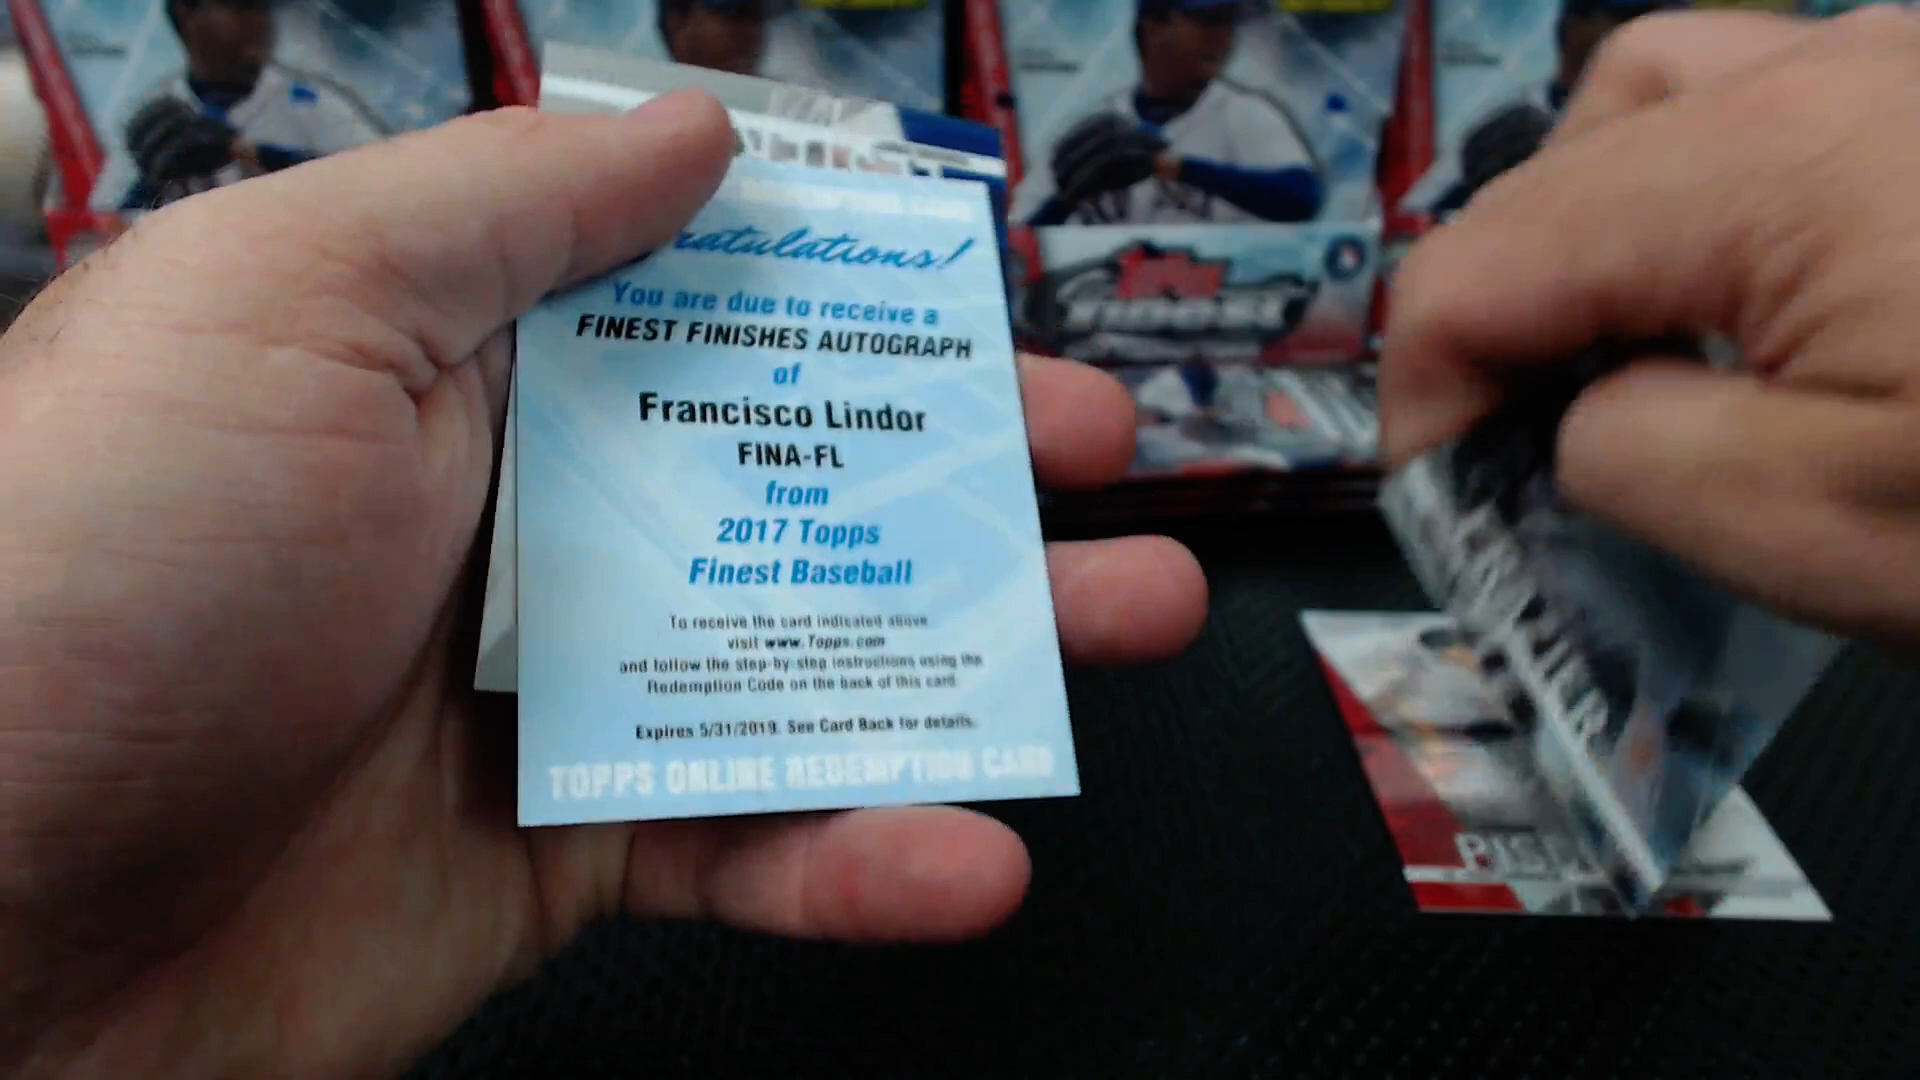 ratulations!
You are due to receive a
FINEST FINISHES AUTOGRAPH
of
Francisco Lindor
FINA-FL
from
2017 Topps
Finest Baseball
To receive the card indicated above
visit www.Topps.com
and follow the step-by-step instructions using the
Redemption Code on the back of this card.
Expires 5/31/2019. See Card Back for details.
TOPPS ONLINE REDEMPTION CARD
Topps
FINEST